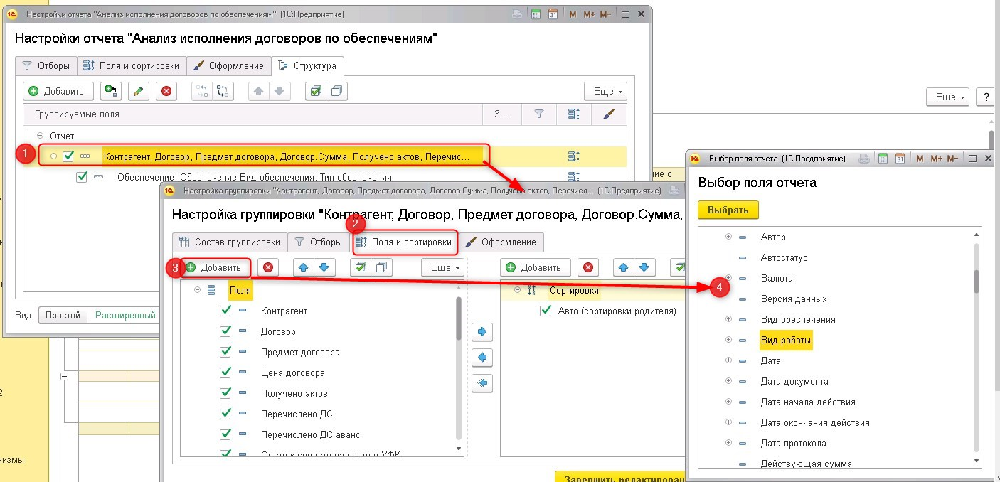 Настройки отчета "Анализ исполнения договоров по обеспечениям" (1С:Предприятие)
31 M M+ M−
Настройки отчета "Анализ исполнения договоров по обеспечениям"
Отборы Поля и сортировки Оформление Структура
Добавить Еще
Группируемые поля З...
Отчет
1 Контрагент, Договор, Предмет договора, Договор.Сумма, Получено актов, Перечис...
Обеспечение, Обеспечение.Вид обеспечения, Тип обеспечения
Вид: Простой Расширенный
Еще ?
ие о
Настройка группировки "Контрагент, Договор, Предмет договора, Договор.Сумма, Получено актов, Перечисл... (1С:Предприятие)
Настройка группировки "Контрагент, Договор, Предмет договора, Договор.Сумма,
2
Состав группировки Отборы Поля и сортировки Оформление
3 Добавить Еще
Поля
Контрагент
Договор
Предмет договора
Цена договора
Получено актов
Перечислено ДС
Перечислено ДС аванс
Остаток средств на счете в УФК
Добавить
Сортировки
Авто (сортировки родителя)
Завершить редактирован
Выбор поля отчета (1С:Предприятие)
31 M M+ M−
Выбор поля отчета
Выбрать
Автор
Автостатус
4 Валюта
Версия данных
Вид обеспечения
Вид работы
Дата
Дата документа
Дата начала действия
Дата окончания действия
Дата протокола
Действующая сумма
2
низмы